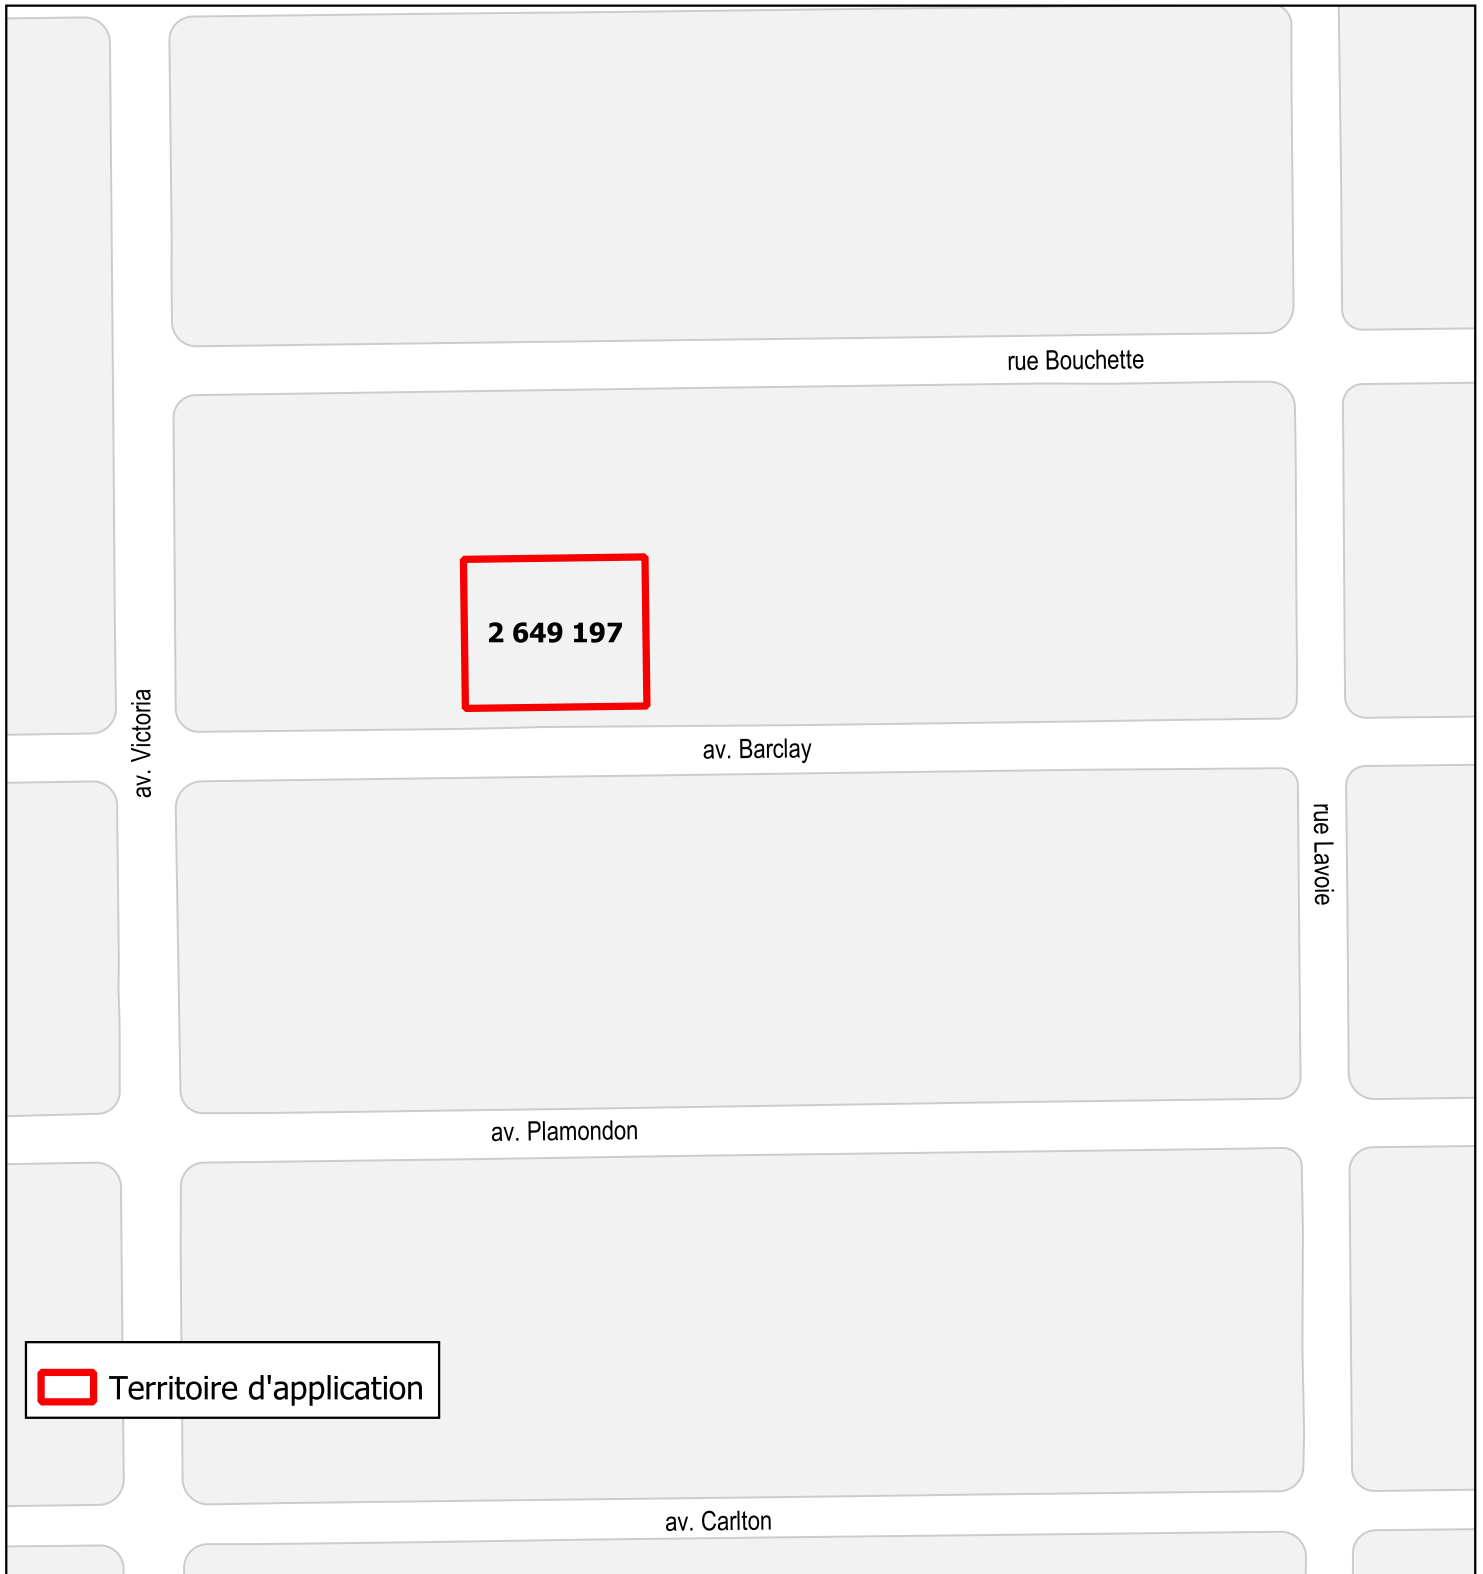 rue Bouchette
2 649 197
av. Victoria
av. Barclay
rue Lavoie
av. Plamondon
Territoire d'application
av. Carlton